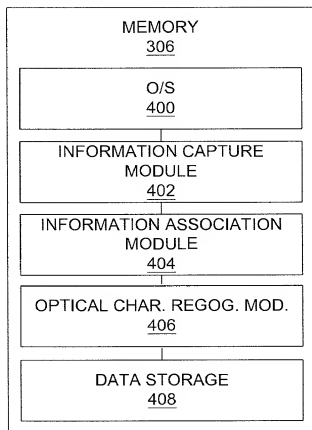 MEMORY
306
O/S
400
INFORMATION CAPTURE
MODULE
402
INFORMATION ASSOCIATION
MODULE
404
OPTICAL CHAR. REGOG. MOD.
406
DATA STORAGE
408